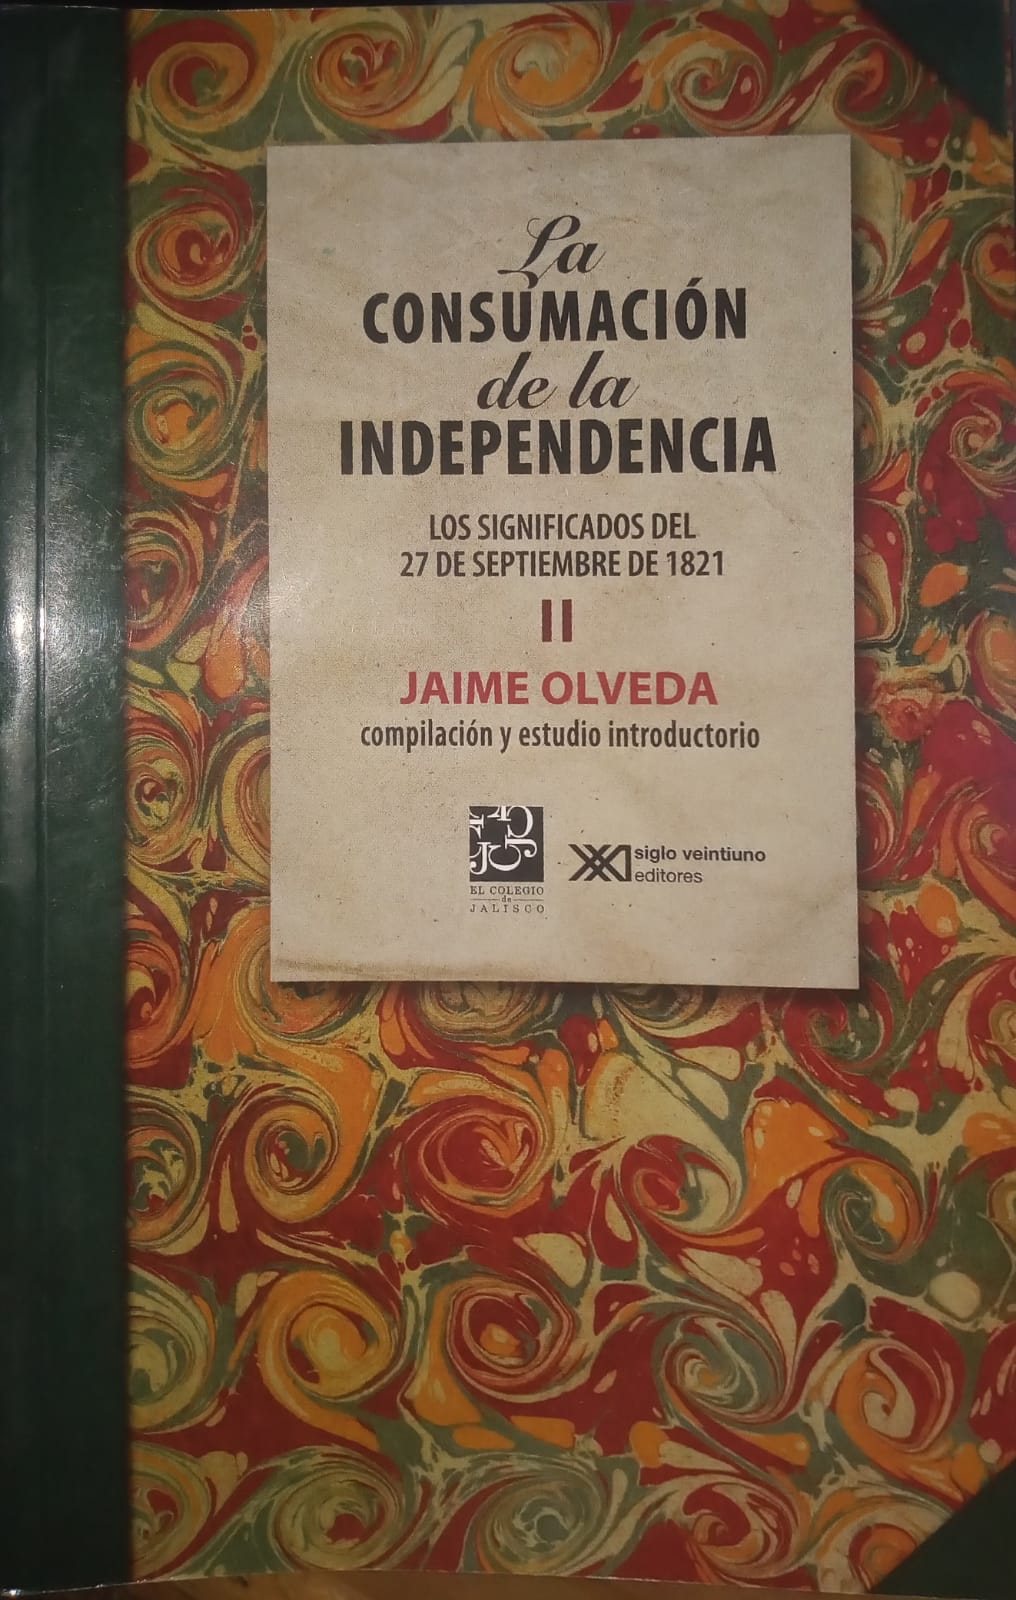 La
CONSUMACIÓN
de la
INDEPENDENCIA
LOS SIGNIFICADOS DEL
27 DE SEPTIEMBRE DE 1821
II
JAIME OLVEDA
compilación y estudio introductorio
EL COLEGIO
de
JALISCO
siglo veintiuno
editores